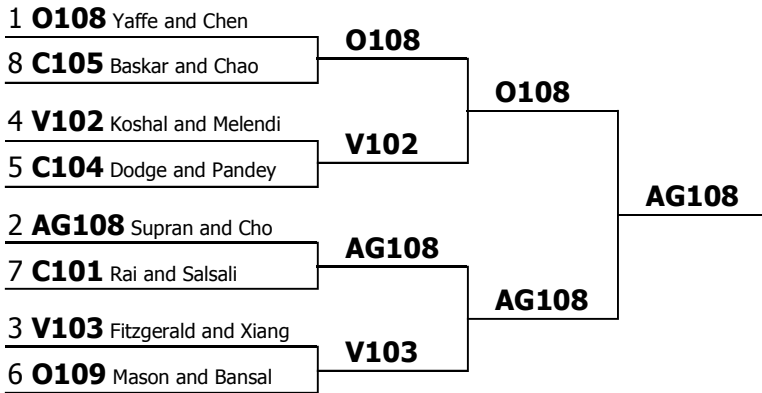 1 O108 Yaffe and Chen
8 C105 Baskar and Chao
4 V102 Koshal and Melendi
5 C104 Dodge and Pandey
2 AG108 Supran and Cho
7 C101 Rai and Salsali
3 V103 Fitzgerald and Xiang
6 O109 Mason and Bansal
O108
V102
AG108
V103
O108
AG108
AG108